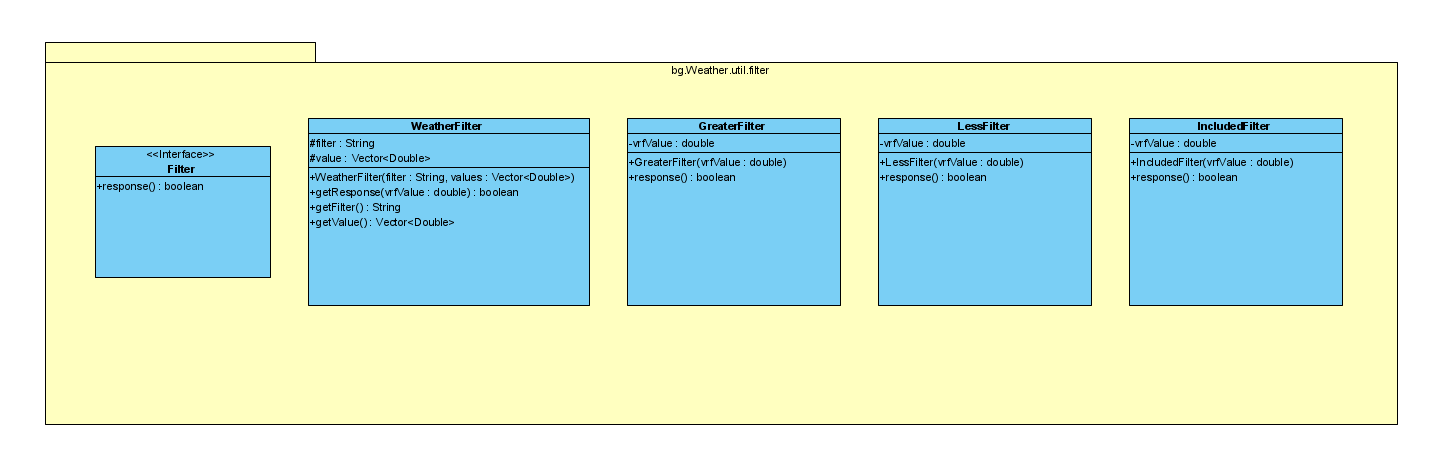 bg.Weather.util.filter
<<Interface>>
Filter
+response() : boolean
WeatherFilter
#filter : String
#value : Vector<Double>
+WeatherFilter(filter : String, values : Vector<Double>)
+getResponse(vrfValue : double) : boolean
+getFilter() : String
+getValue() : Vector<Double>
GreaterFilter
-vrfValue : double
+GreaterFilter(vrfValue : double)
+response() : boolean
LessFilter
-vrfValue : double
+LessFilter(vrfValue : double)
+response() : boolean
IncludedFilter
-vrfValue : double
+IncludedFilter(vrfValue : double)
+response() : boolean